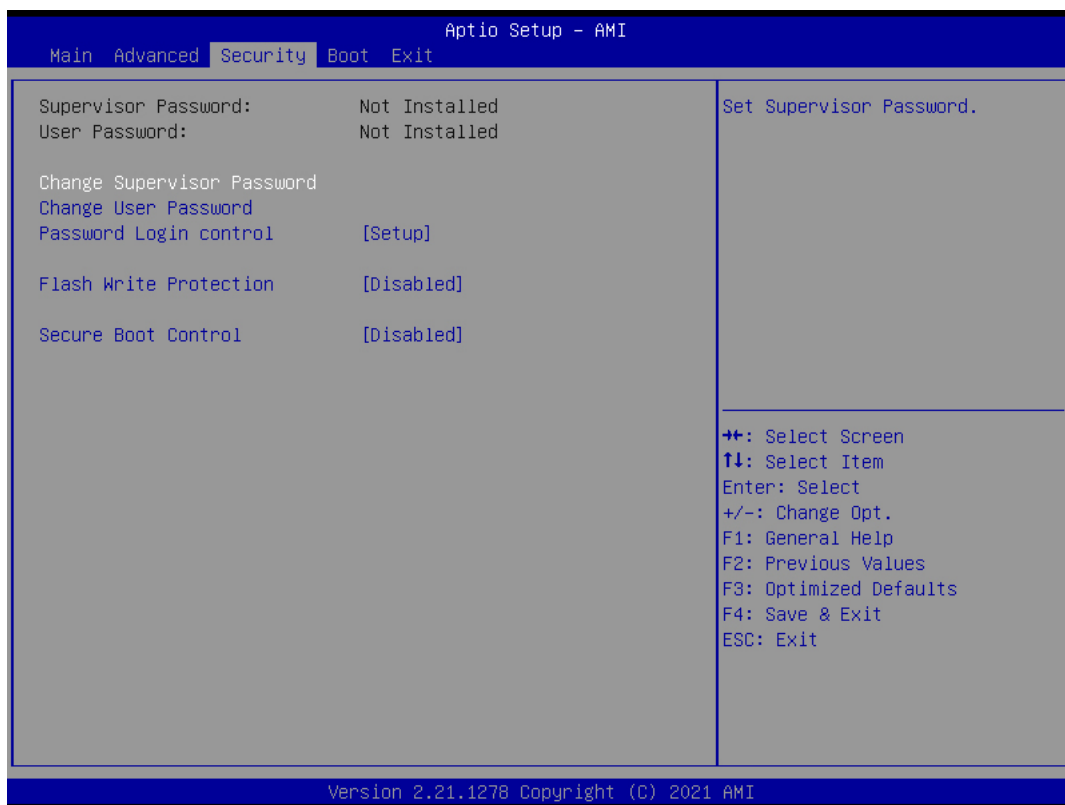 Aptio Setup – AMI
Main Advanced Security Boot Exit
Supervisor Password: Not Installed
User Password: Not Installed
Change Supervisor Password
Change User Password
Password Login control [Setup]
Flash Write Protection [Disabled]
Secure Boot Control [Disabled]
Set Supervisor Password.
→←: Select Screen
↑↓: Select Item
Enter: Select
+/-: Change Opt.
F1: General Help
F2: Previous Values
F3: Optimized Defaults
F4: Save & Exit
ESC: Exit
Version 2.21.1278 Copyright (C) 2021 AMI